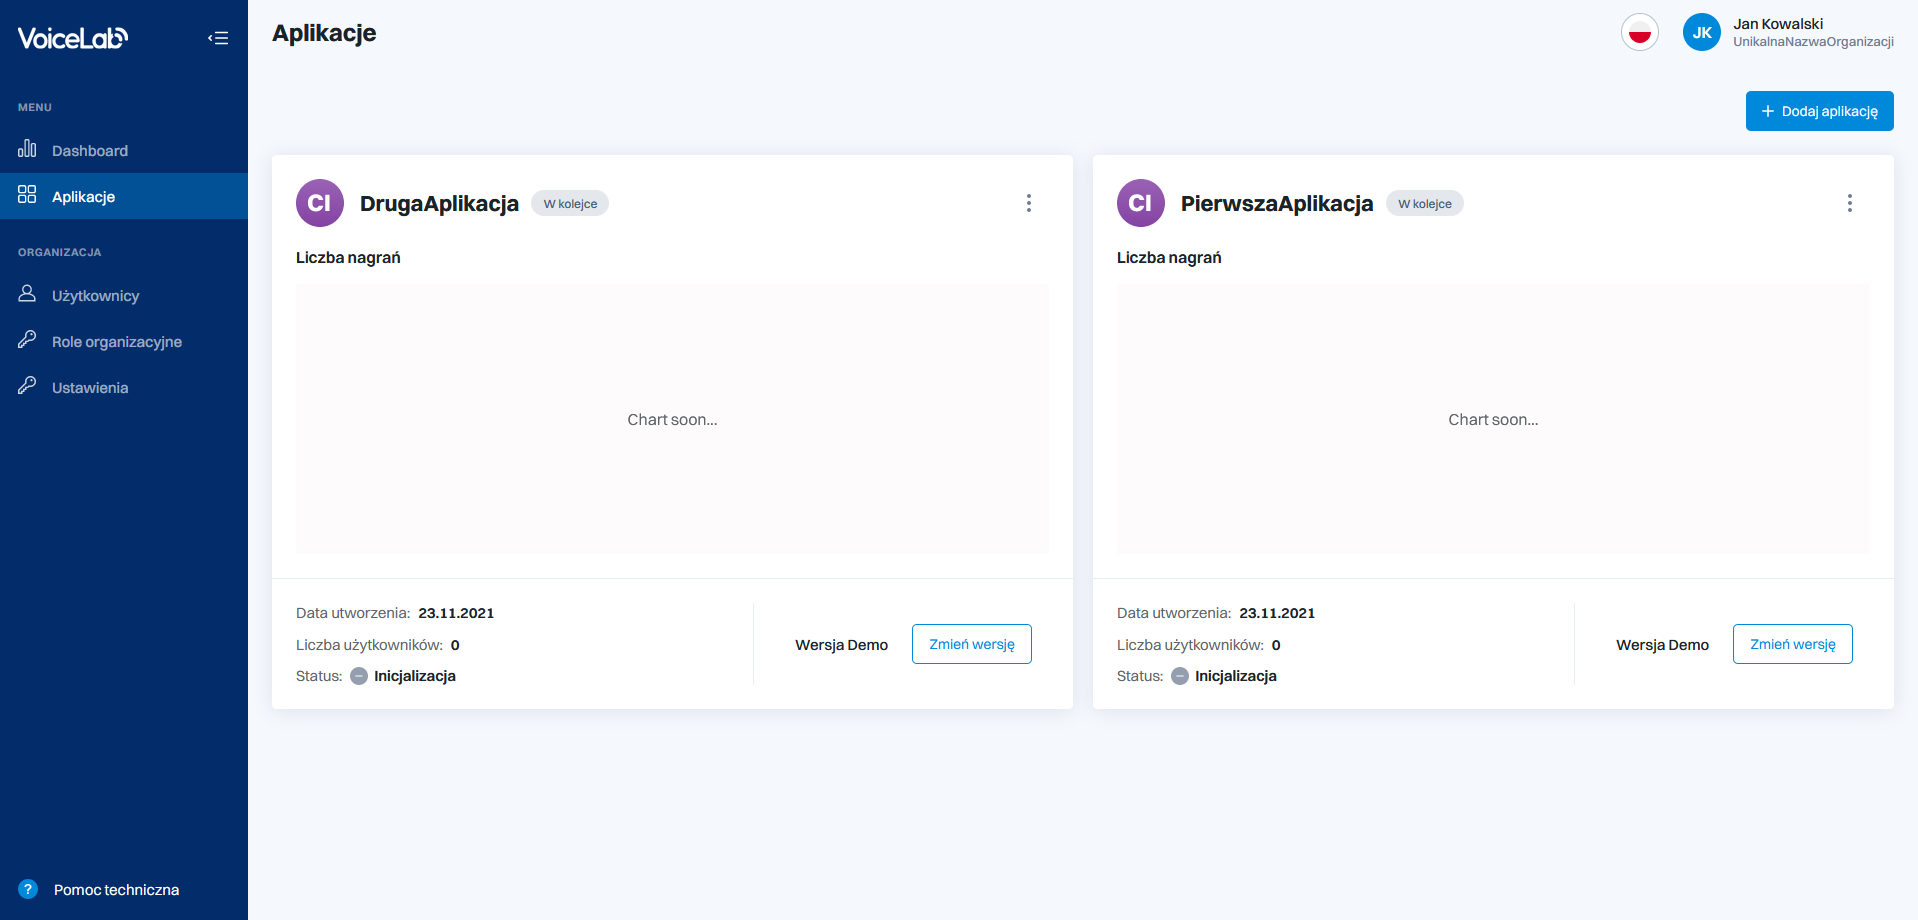 VoiceLab
MENU
Dashboard
Aplikacje
ORGANIZACJA
Użytkownicy
Role organizacyjne
Ustawienia
? Pomoc techniczna
Aplikacje
JK
Jan Kowalski
UnikalnaNazwaOrganizacji
+ Dodaj aplikację
CI DrugaAplikacja W kolejce
Liczba nagrań
Chart soon...
Data utworzenia: 23.11.2021
Liczba użytkowników: 0
Status: Inicjalizacja
Wersja Demo Zmień wersję
CI PierwszaAplikacja W kolejce
Liczba nagrań
Chart soon...
Data utworzenia: 23.11.2021
Liczba użytkowników: 0
Status: Inicjalizacja
Wersja Demo Zmień wersję